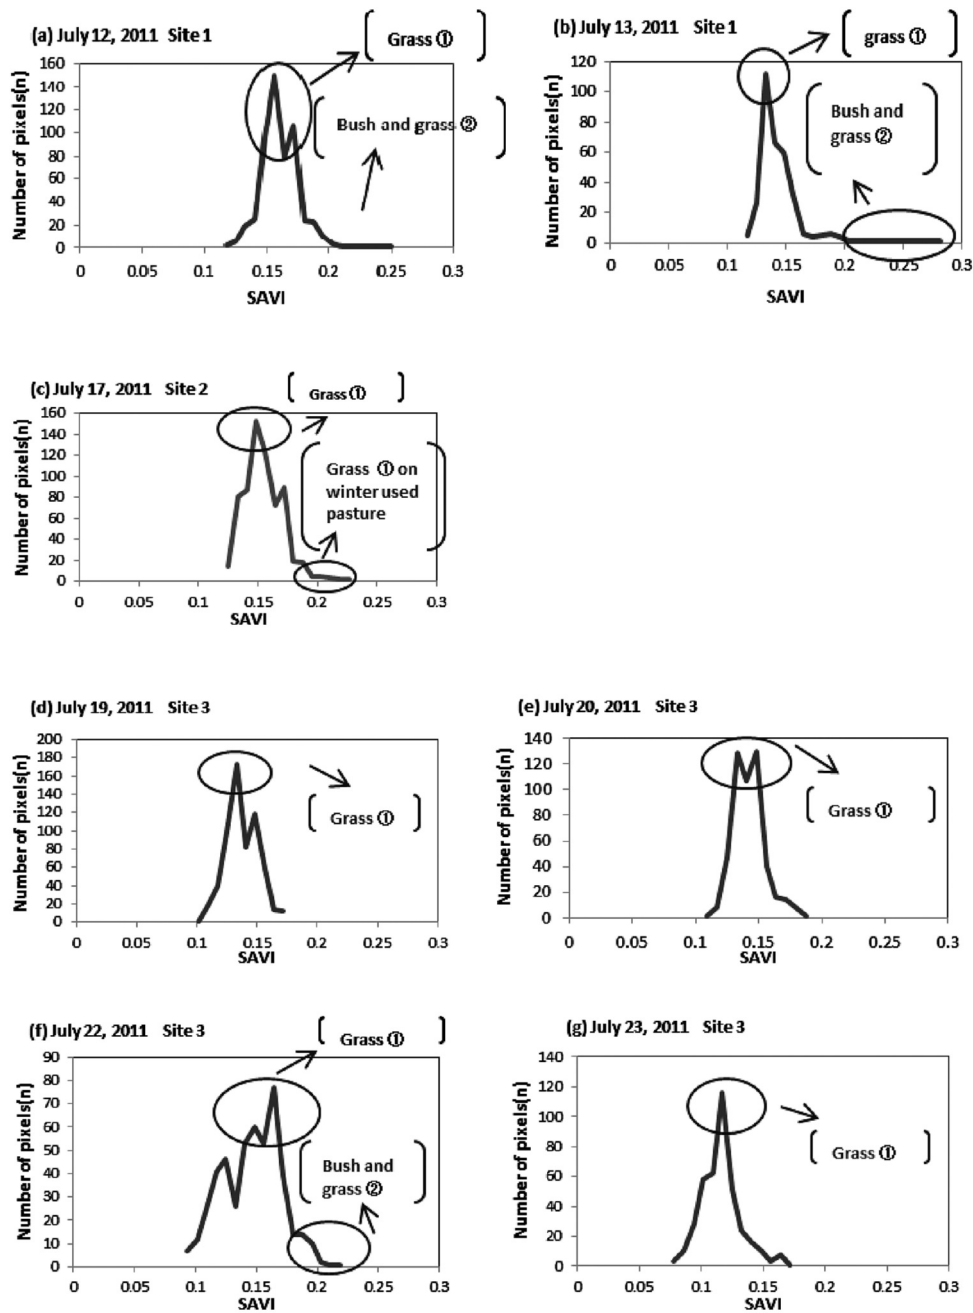 (a) July 12, 2011 Site 1
Grass ①
Number of pixels(n)
160
140
120
100
80
60
40
20
0
Bush and grass ②
0 0.05 0.1 0.15 0.2 0.25 0.3
SAVI
(b) July 13, 2011 Site 1
grass ①
Number of pixels(n)
120
100
80
60
40
20
0
Bush and
grass ②
0 0.05 0.1 0.15 0.2 0.25 0.3
SAVI
(c) July 17, 2011 Site 2
Grass ①
Number of pixels(n)
160
140
120
100
80
60
40
20
0
Grass ① on
winter used
pasture
0 0.05 0.1 0.15 0.2 0.25 0.3
SAVI
(d) July 19, 2011 Site 3
Number of pixels(n)
200
180
160
140
120
100
80
60
40
20
0
Grass ①
0 0.05 0.1 0.15 0.2 0.25 0.3
SAVI
(e) July 20, 2011 Site 3
Number of pixels(n)
140
120
100
80
60
40
20
0
Grass ①
0 0.05 0.1 0.15 0.2 0.25 0.3
SAVI
(f) July 22, 2011 Site 3
Grass ①
Number of pixels(n)
90
80
70
60
50
40
30
20
10
0
Bush and
grass ②
0 0.05 0.1 0.15 0.2 0.25 0.3
SAVI
(g) July 23, 2011 Site 3
Number of pixels(n)
140
120
100
80
60
40
20
0
Grass ①
0 0.05 0.1 0.15 0.2 0.25 0.3
SAVI